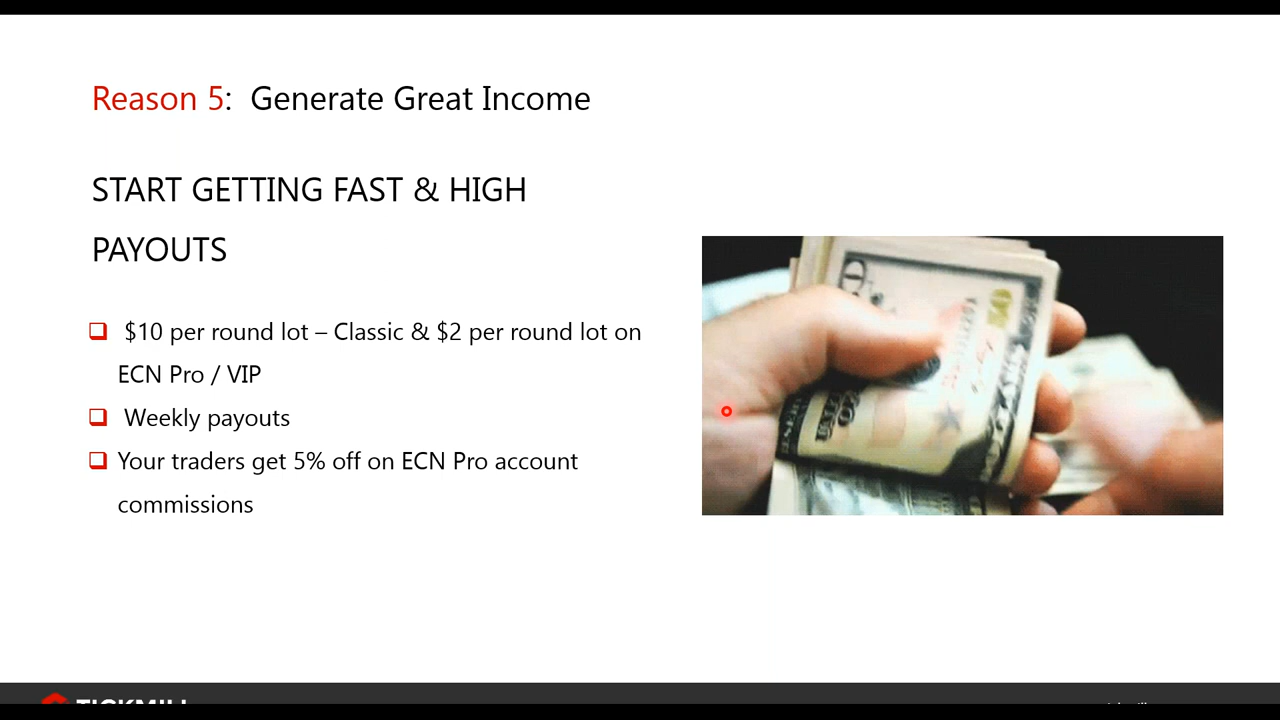 Reason 5:  Generate Great Income
START GETTING FAST & HIGH
PAYOUTS
❑ $10 per round lot – Classic & $2 per round lot on
ECN Pro / VIP
❑ Weekly payouts
❑ Your traders get 5% off on ECN Pro account
commissions
TICKMILL